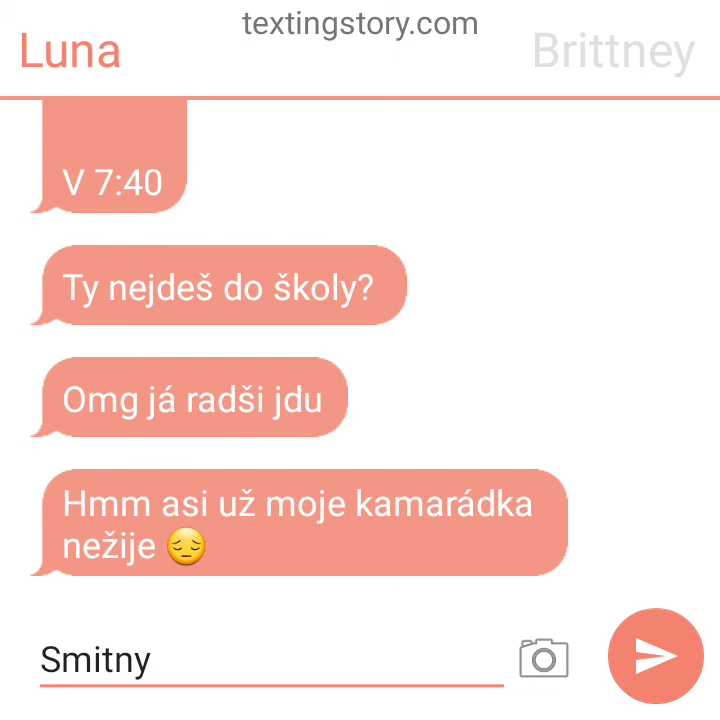 textingstory.com
Luna
Brittney
V 7:40
Ty nejdeš do školy?
Omg já radši jdu
Hmm asi už moje kamarádka
nežije 😔
Smitny